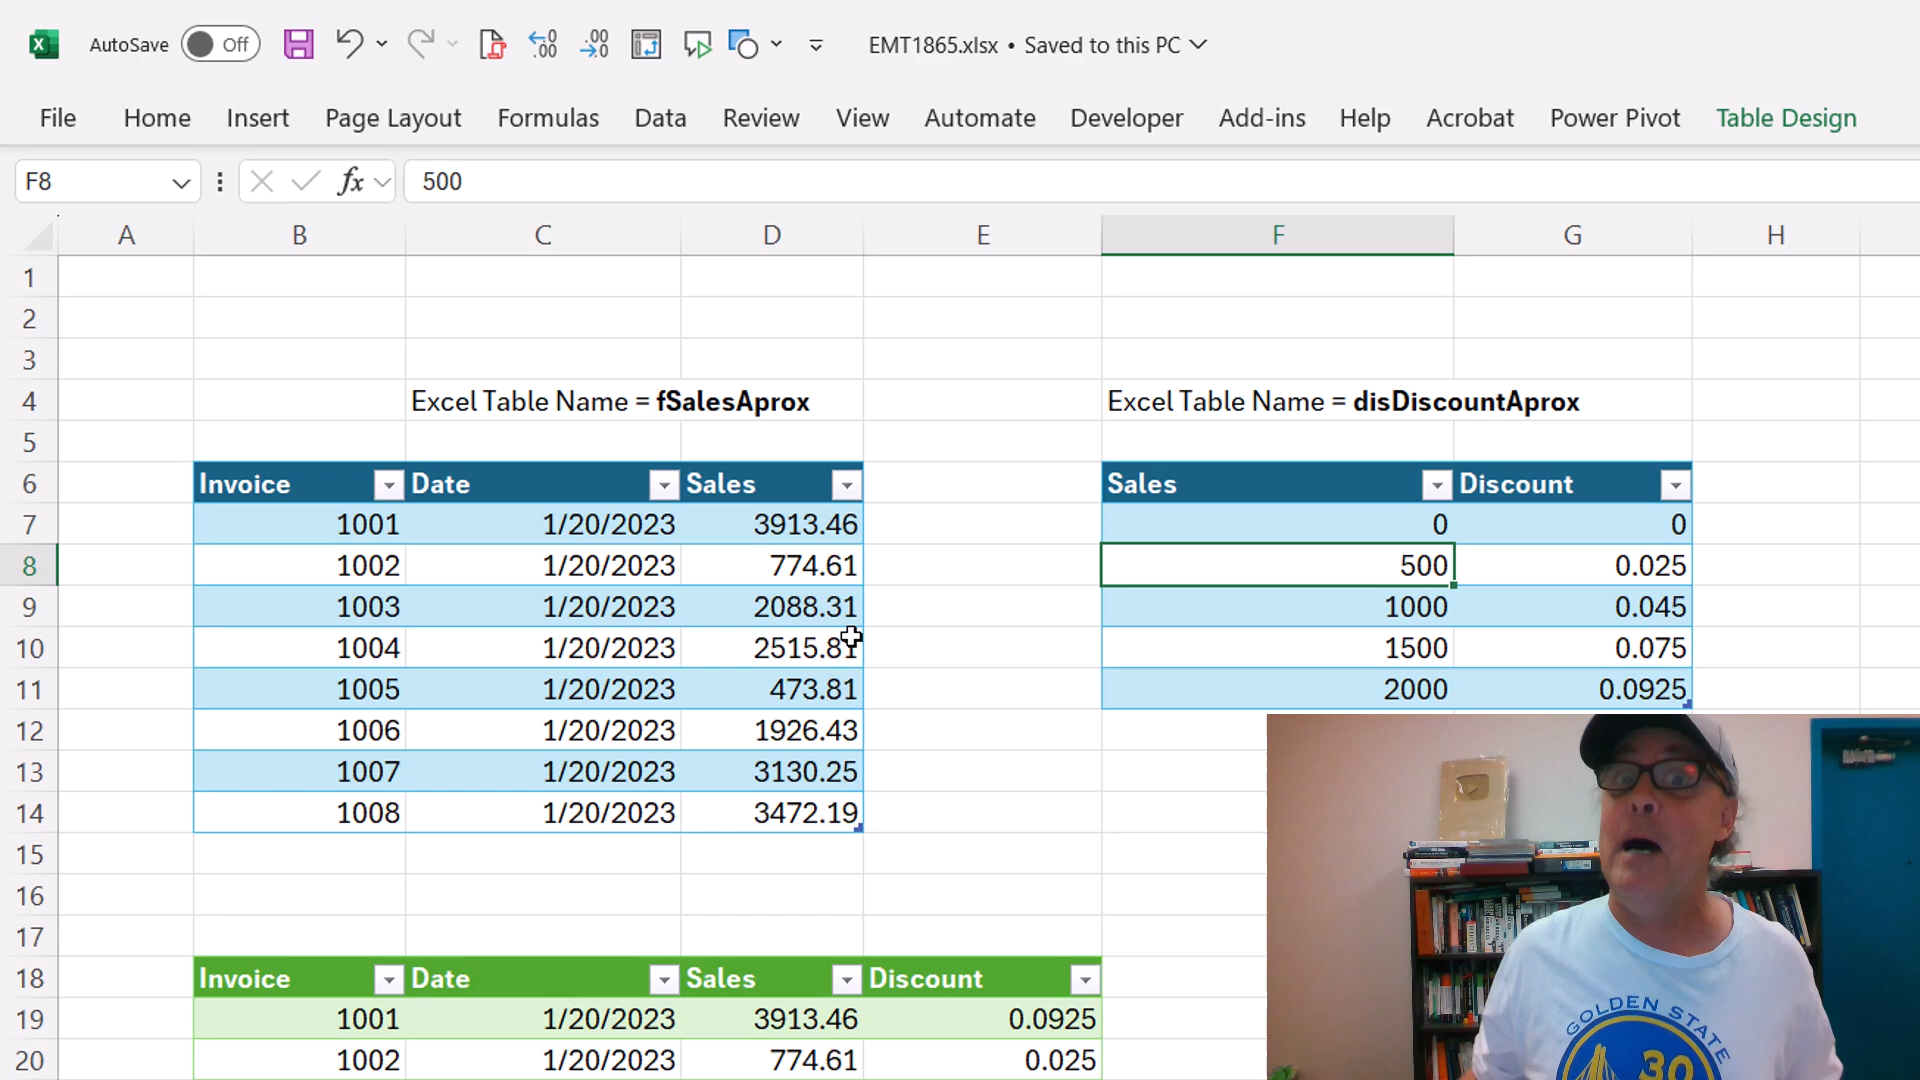 AutoSave Off EMT1865.xlsx • Saved to this PC
File Home Insert Page Layout Formulas Data Review View Automate Developer Add-ins Help Acrobat Power Pivot Table Design
F8 fx 500
A B C D E F G H
1
2
3
4 Excel Table Name = fSalesAprox Excel Table Name = disDiscountAprox
5
6 Invoice Date Sales Sales Discount
7 1001 1/20/2023 3913.46 0 0
8 1002 1/20/2023 774.61 500 0.025
9 1003 1/20/2023 2088.31 1000 0.045
10 1004 1/20/2023 2515.81 1500 0.075
11 1005 1/20/2023 473.81 2000 0.0925
12 1006 1/20/2023 1926.43
13 1007 1/20/2023 3130.25
14 1008 1/20/2023 3472.19
15
16
17
18 Invoice Date Sales Discount
19 1001 1/20/2023 3913.46 0.0925
20 1002 1/20/2023 774.61 0.025
GOLDEN STATE
30